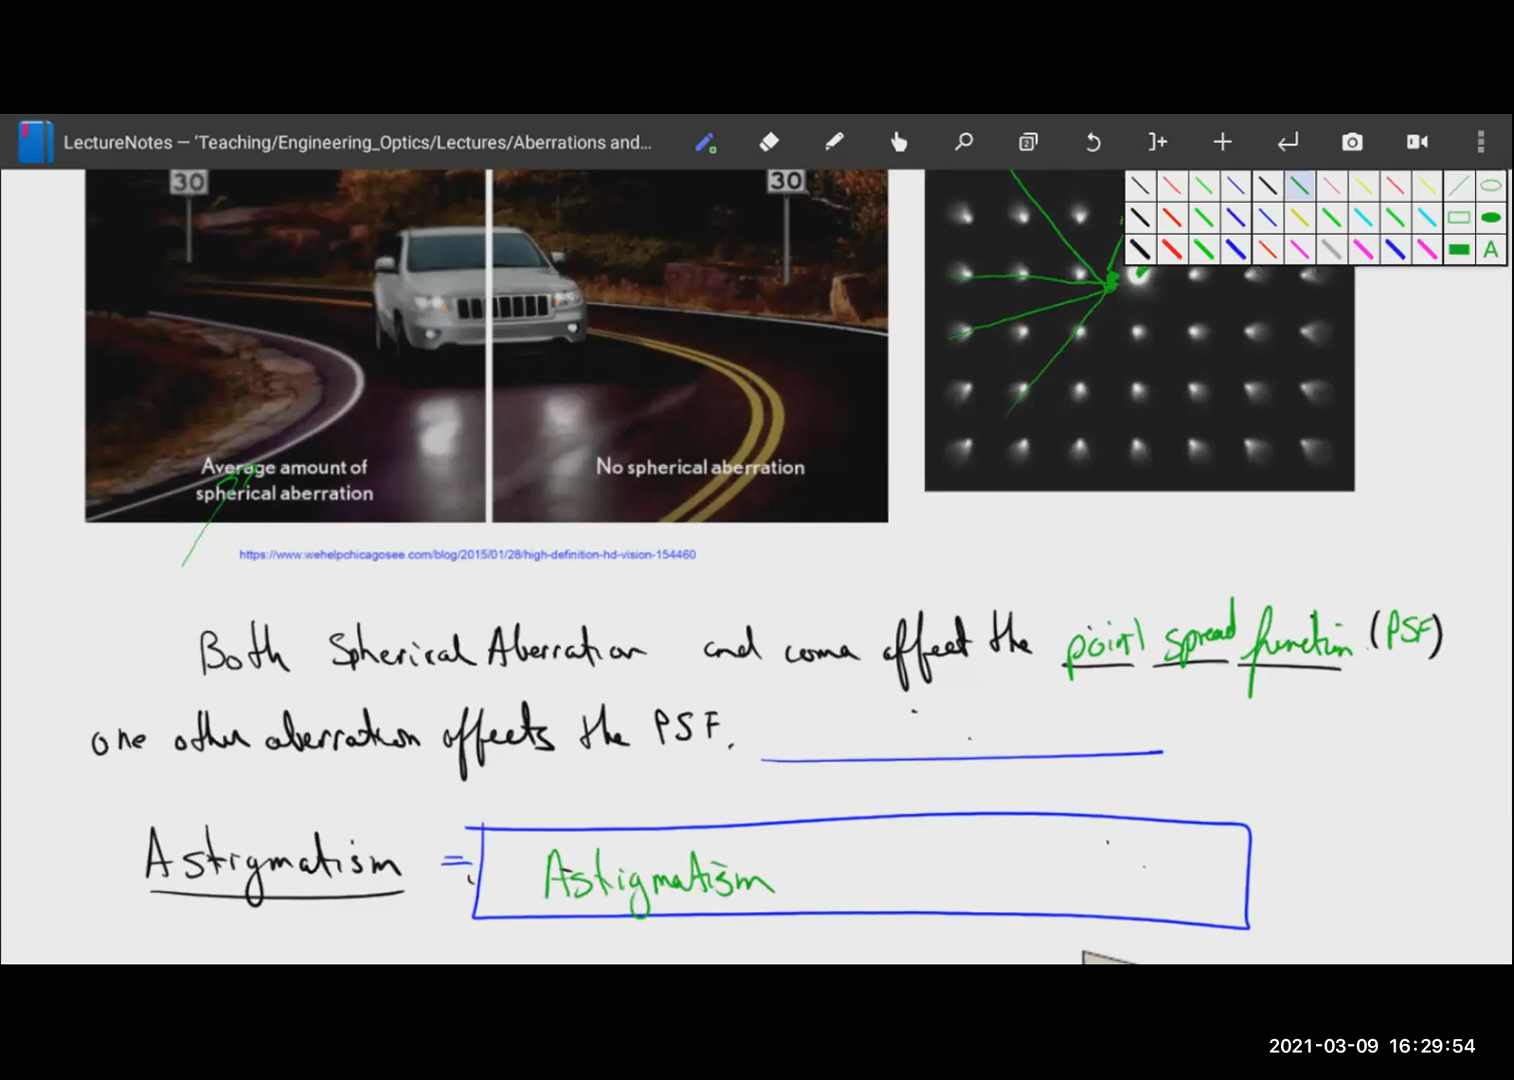 LectureNotes — 'Teaching/Engineering_Optics/Lectures/Aberrations and...
30
30
A
Average amount of
spherical aberration
No spherical aberration
https://www.wehelpchicagosee.com/blog/2015/01/28/high-definition-hd-vision-154460
Both Spherical Aberration and coma affect the point spread function (PSF)
one other aberration affects the PSF.
Astigmatism = Astigmatism
2021-03-09 16:29:54